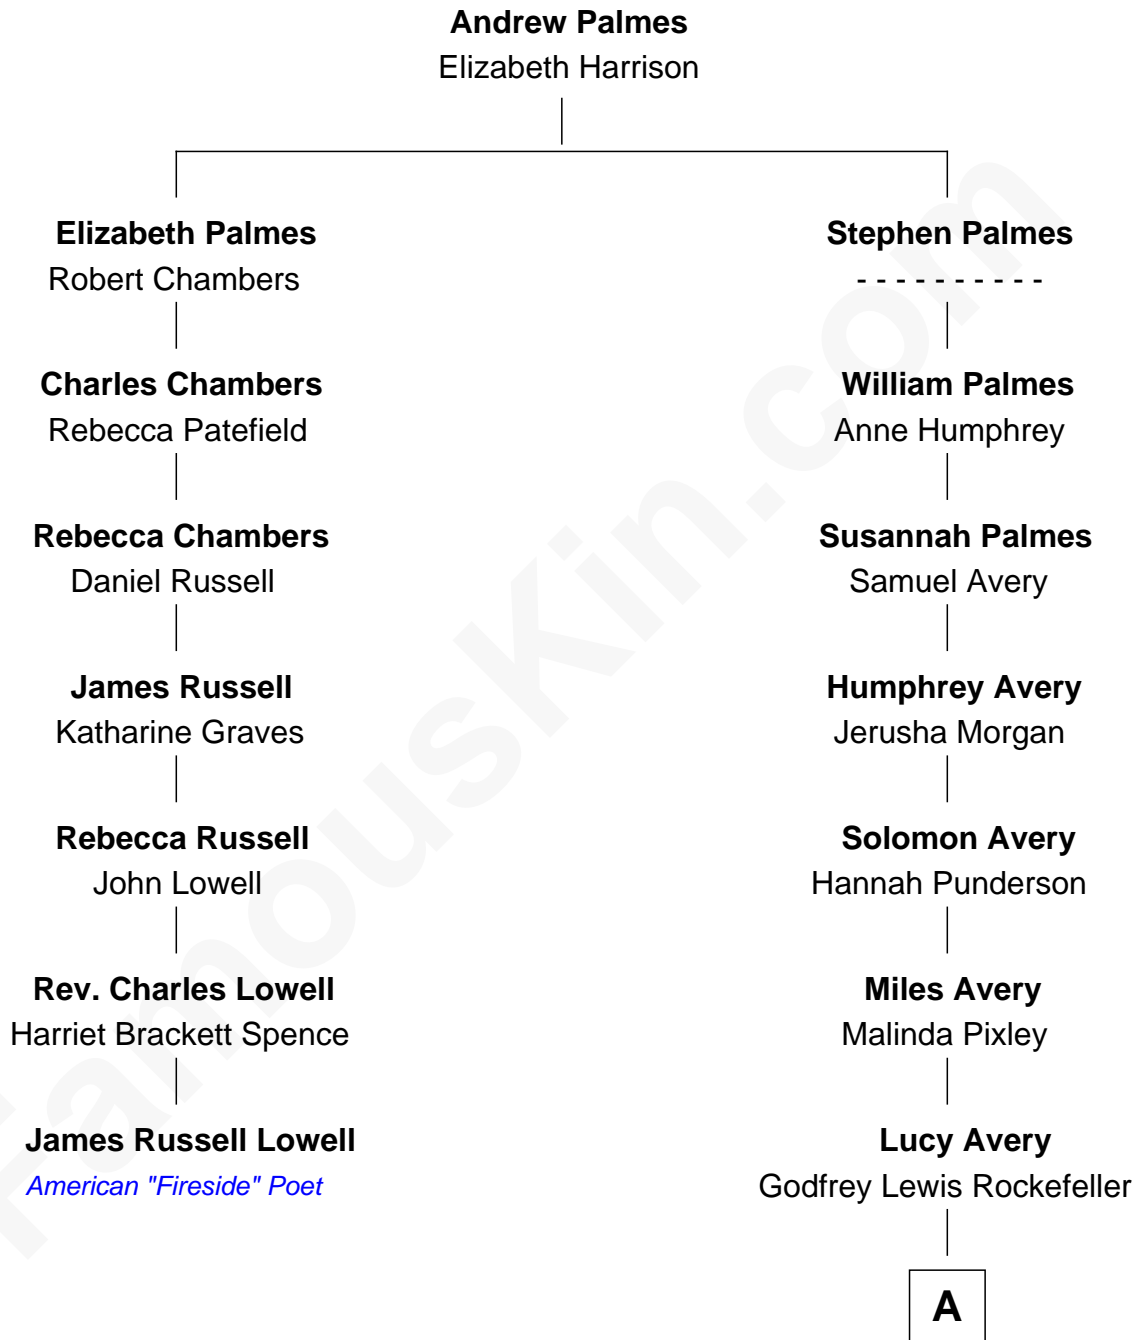 Andrew Palmes
Elizabeth Harrison
Elizabeth Palmes
Robert Chambers
Stephen Palmes
- - - - - - - - - -
Charles Chambers
Rebecca Patefield
William Palmes
Anne Humphrey
Rebecca Chambers
Daniel Russell
Susannah Palmes
Samuel Avery
James Russell
Katharine Graves
Humphrey Avery
Jerusha Morgan
Rebecca Russell
John Lowell
Solomon Avery
Hannah Punderson
Rev. Charles Lowell
Harriet Brackett Spence
Miles Avery
Malinda Pixley
James Russell Lowell
American "Fireside" Poet
Lucy Avery
Godfrey Lewis Rockefeller
A
FamousKin.com